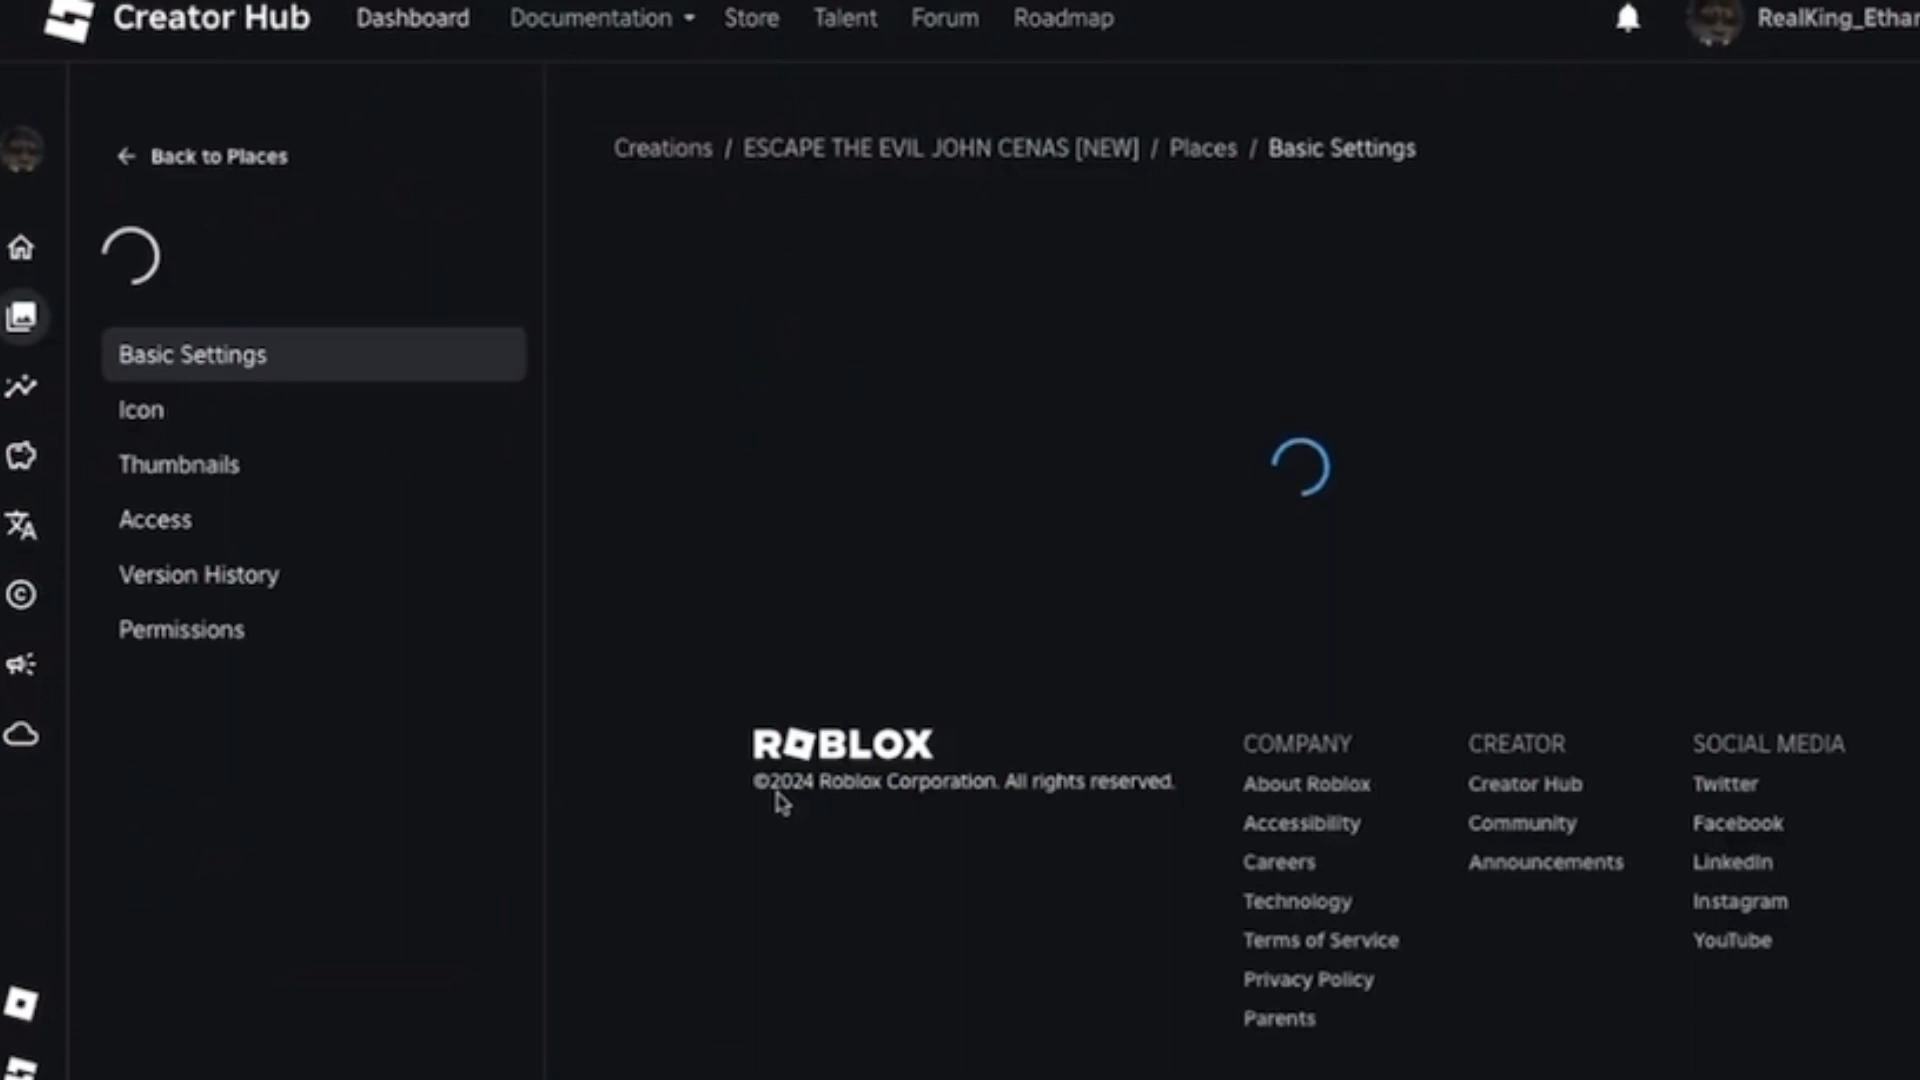 Creator Hub Dashboard Documentation Store Talent Forum Roadmap
← Back to Places
Creations / ESCAPE THE EVIL JOHN CENAS [NEW] / Places / Basic Settings
Basic Settings
Icon
Thumbnails
Access
Version History
Permissions
ROBLOX
©2024 Roblox Corporation. All rights reserved.
COMPANY
About Roblox
Accessibility
Careers
Technology
Terms of Service
Privacy Policy
Parents
CREATOR
Creator Hub
Community
Announcements
SOCIAL MEDIA
Twitter
Facebook
LinkedIn
Instagram
YouTube